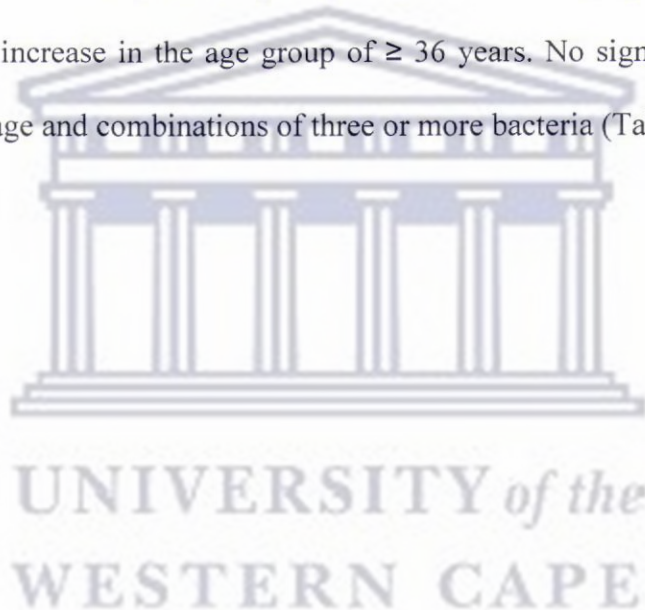 increase in the age group of ≥ 36 years. No sign
age and combinations of three or more bacteria (Ta
UNIVERSITY of the
WESTERN CAPE